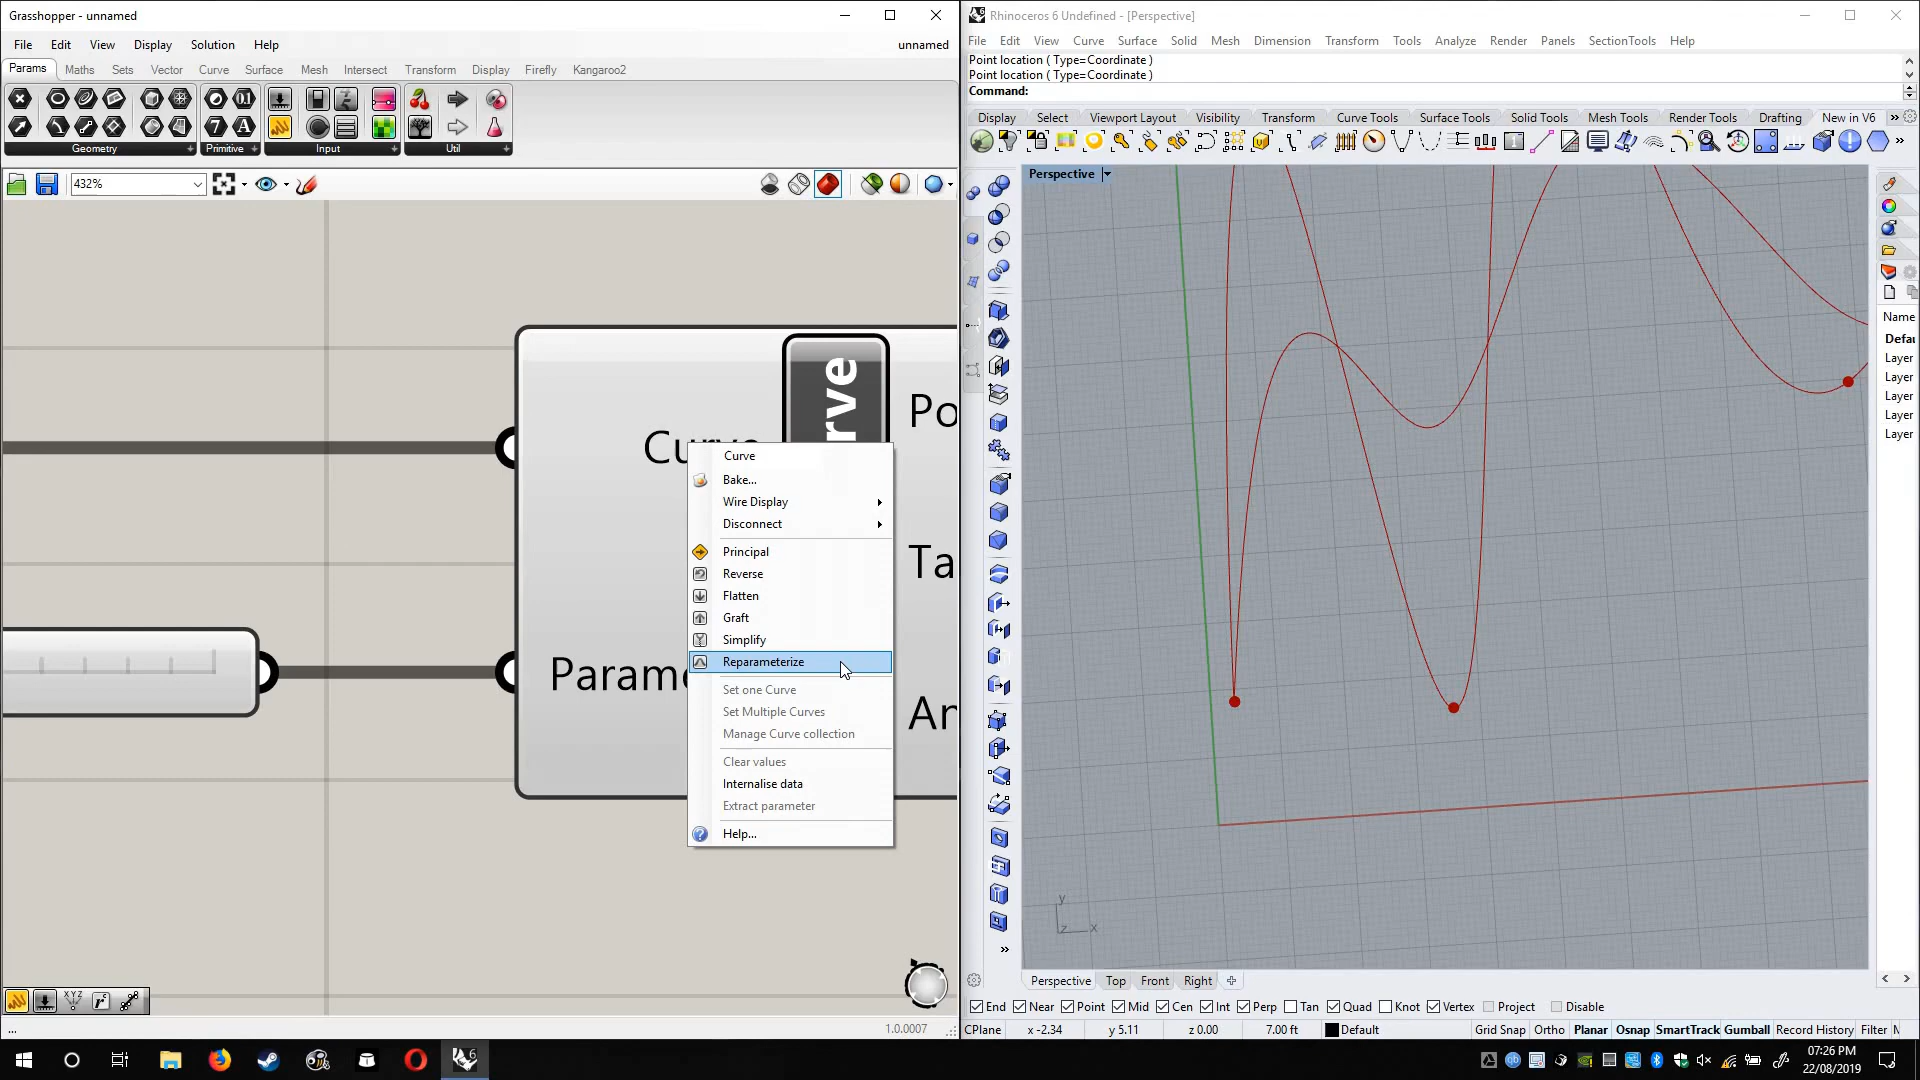 Grasshopper - unnamed
File Edit View Display Solution Help
unnamed
Params Maths Sets Vector Curve Surface Mesh Intersect Transform Display Firefly Kangaroo2
Geometry + Primitive + Input + Util +
432%
Curve
Parame
rve
Po
Ta
An
Curve
Bake...
Wire Display
Disconnect
Principal
Reverse
Flatten
Graft
Simplify
Reparameterize
Set one Curve
Set Multiple Curves
Manage Curve collection
Clear values
Internalise data
Extract parameter
Help...
...
1.0.0007
Rhinoceros 6 Undefined - [Perspective]
File Edit View Curve Surface Solid Mesh Dimension Transform Tools Analyze Render Panels SectionTools Help
Point location ( Type=Coordinate )
Point location ( Type=Coordinate )
Command:
Display Select Viewport Layout Visibility Transform Curve Tools Surface Tools Solid Tools Mesh Tools Render Tools Drafting New in V6
Perspective
Name
Defau
Layer
Layer
Layer
Layer
Layer
y
z
x
Perspective Top Front Right
End Near Point Mid Cen Int Perp Tan Quad Knot Vertex Project Disable
CPlane x -2.34 y 5.11 z 0.00 7.00 ft Default Grid Snap Ortho Planar Osnap SmartTrack Gumball Record History Filter
07:26 PM
22/08/2019